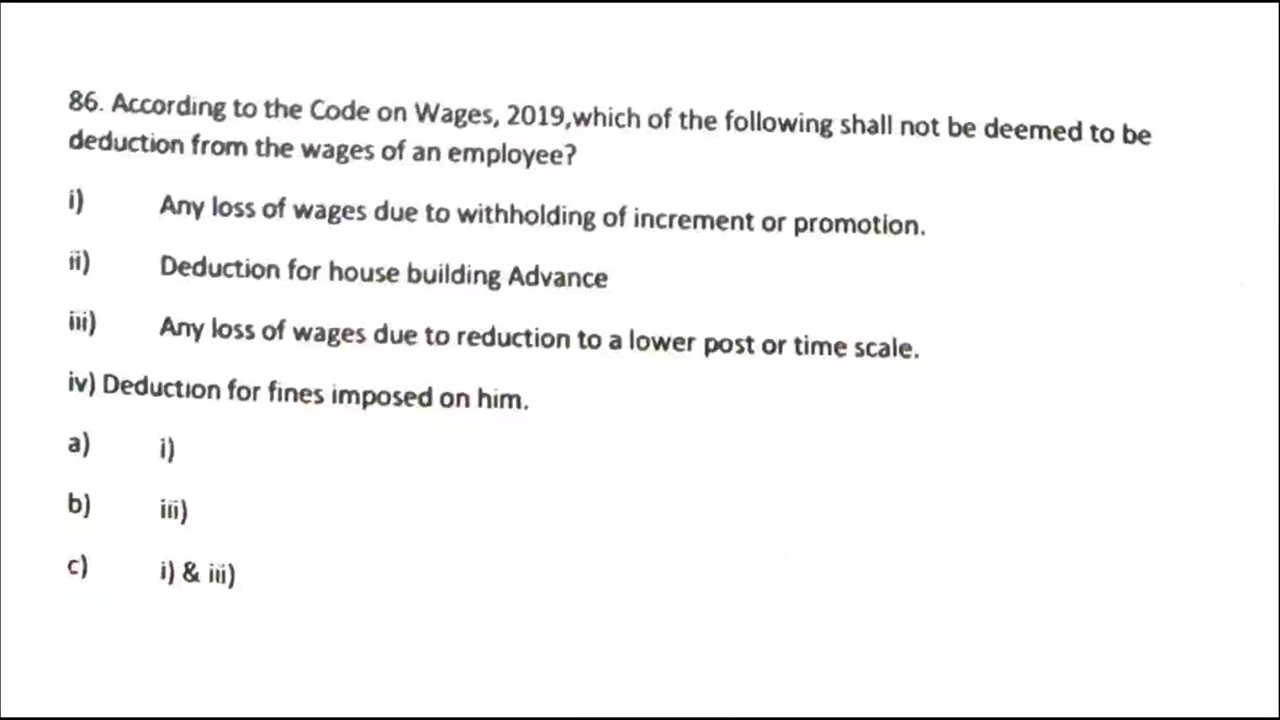 86. According to the Code on Wages, 2019,which of the following shall not be deemed to be
deduction from the wages of an employee?
i) Any loss of wages due to withholding of increment or promotion.
ii) Deduction for house building Advance
iii) Any loss of wages due to reduction to a lower post or time scale.
iv) Deduction for fines imposed on him.
a) i)
b) iii)
c) i) & iii)